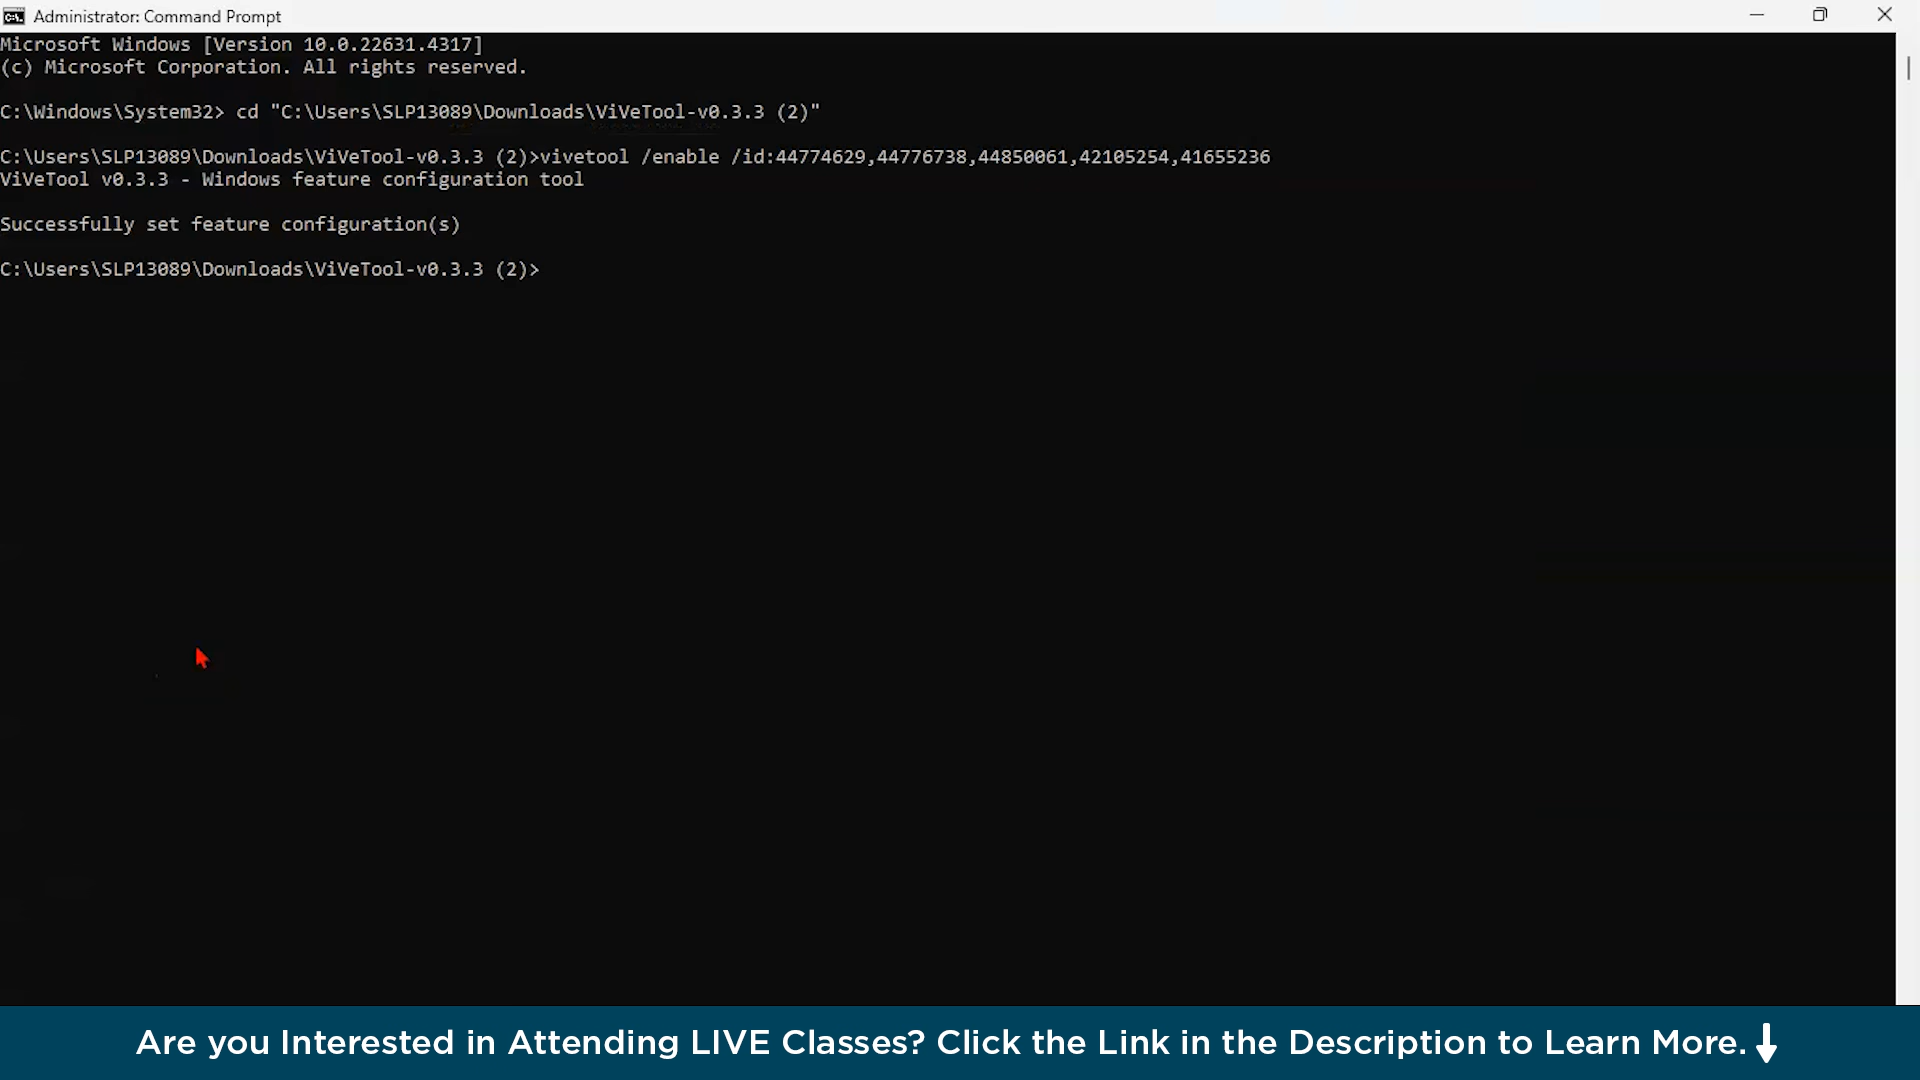 Administrator: Command Prompt
Microsoft Windows [Version 10.0.22631.4317]
(c) Microsoft Corporation. All rights reserved.
C:\Windows\System32> cd "C:\Users\SLP13089\Downloads\ViVeTool-v0.3.3 (2)"
C:\Users\SLP13089\Downloads\ViVeTool-v0.3.3 (2)>vivetool /enable /id:44774629,44776738,44850061,42105254,41655236
ViVeTool v0.3.3 - Windows feature configuration tool
Successfully set feature configuration(s)
C:\Users\SLP13089\Downloads\ViVeTool-v0.3.3 (2)>
Are you Interested in Attending LIVE Classes? Click the Link in the Description to Learn More.